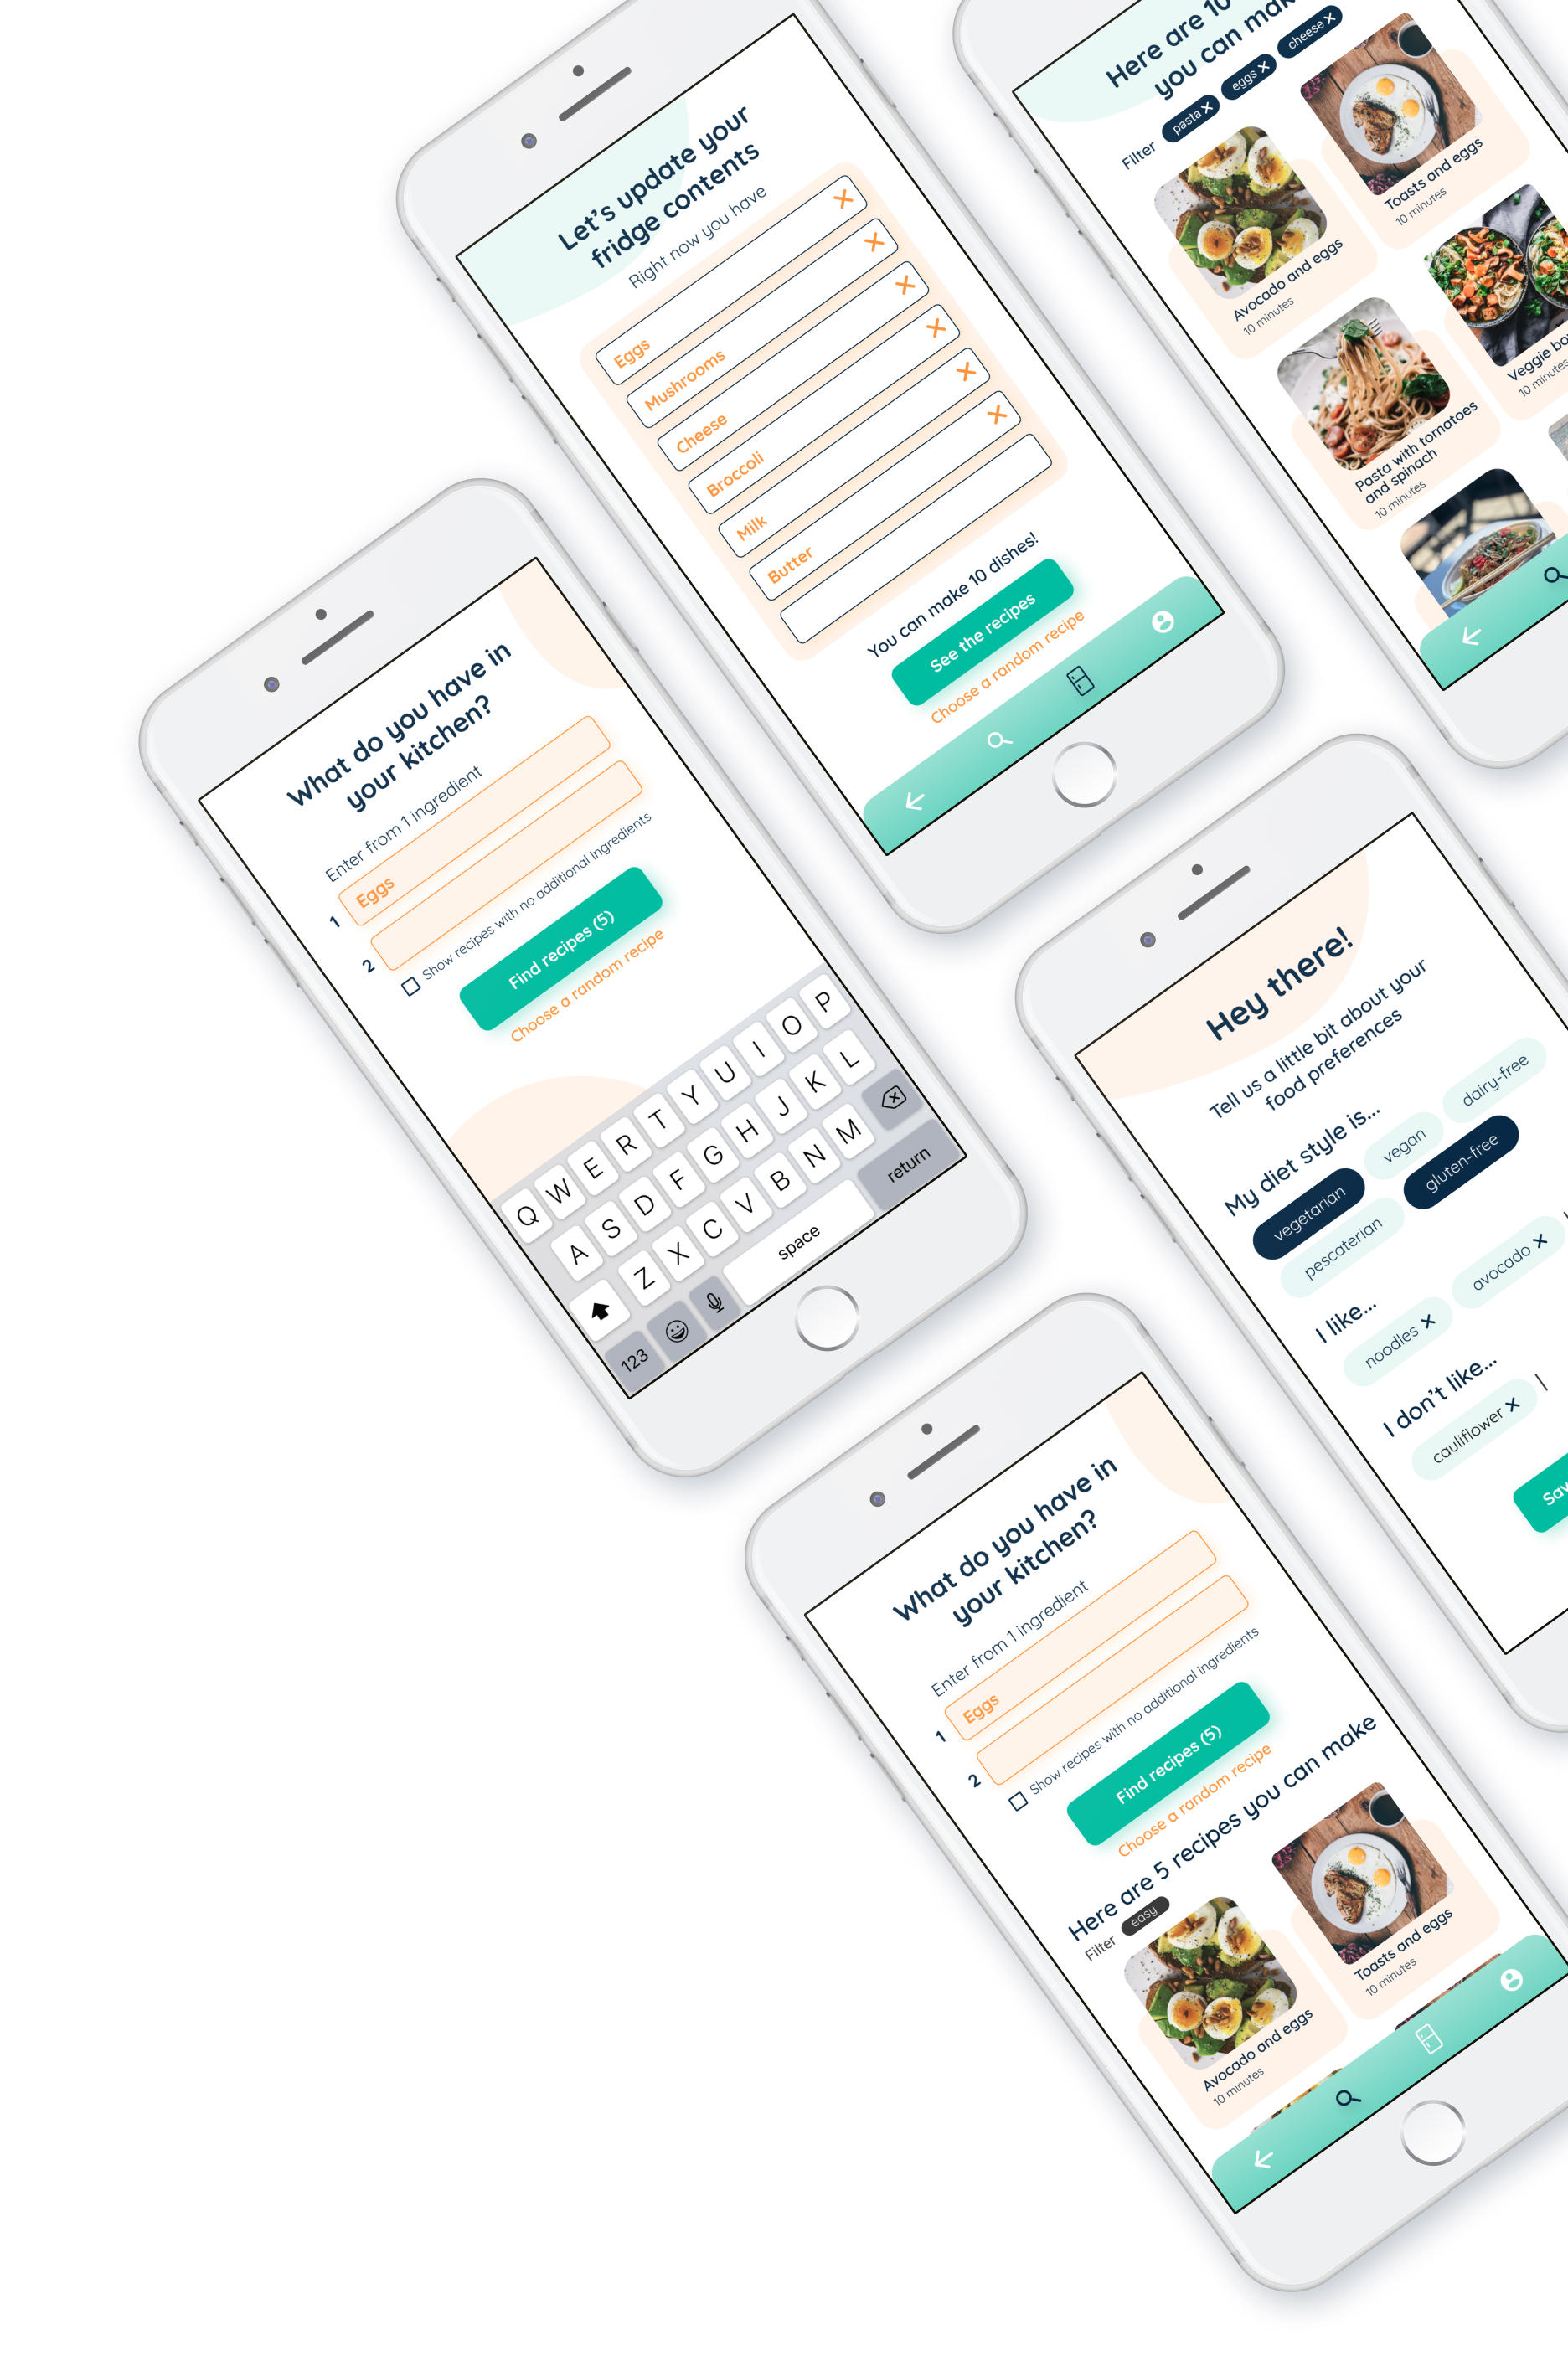 Let's update your
fridge contents
Right now you have
Eggs
Mushrooms
Cheese
Broccoli
Milk
Butter
You can make 10 dishes!
See the recipes
Choose a random recipe
Here are 10
you can
Filter
pasta
eggs
cheese
Avocado and eggs
10 minutes
Toasts and eggs
10 minutes
Pasta with tomatoes
and spinach
10 minutes
Veggie
10 minutes
What do you have in
your kitchen?
Enter from 1 ingredient
1
Eggs
2
Show recipes with no additional ingredients
Find recipes (5)
Choose a random recipe
Q W E R T Y U I O P
A S D F G H J K L
Z X C V B N M
123
space
return
Hey there!
Tell us a little bit about your
food preferences
My diet style is...
vegetarian
vegan
dairy-free
pescaterian
gluten-free
I like...
noodles
avocado
I don't like...
cauliflower
What do you have in
your kitchen?
Enter from 1 ingredient
1
Eggs
2
Show recipes with no additional ingredients
Find recipes (5)
Choose a random recipe
Here are 5 recipes you can make
Filter
easy
Avocado and eggs
10 minutes
Toasts and eggs
10 minutes